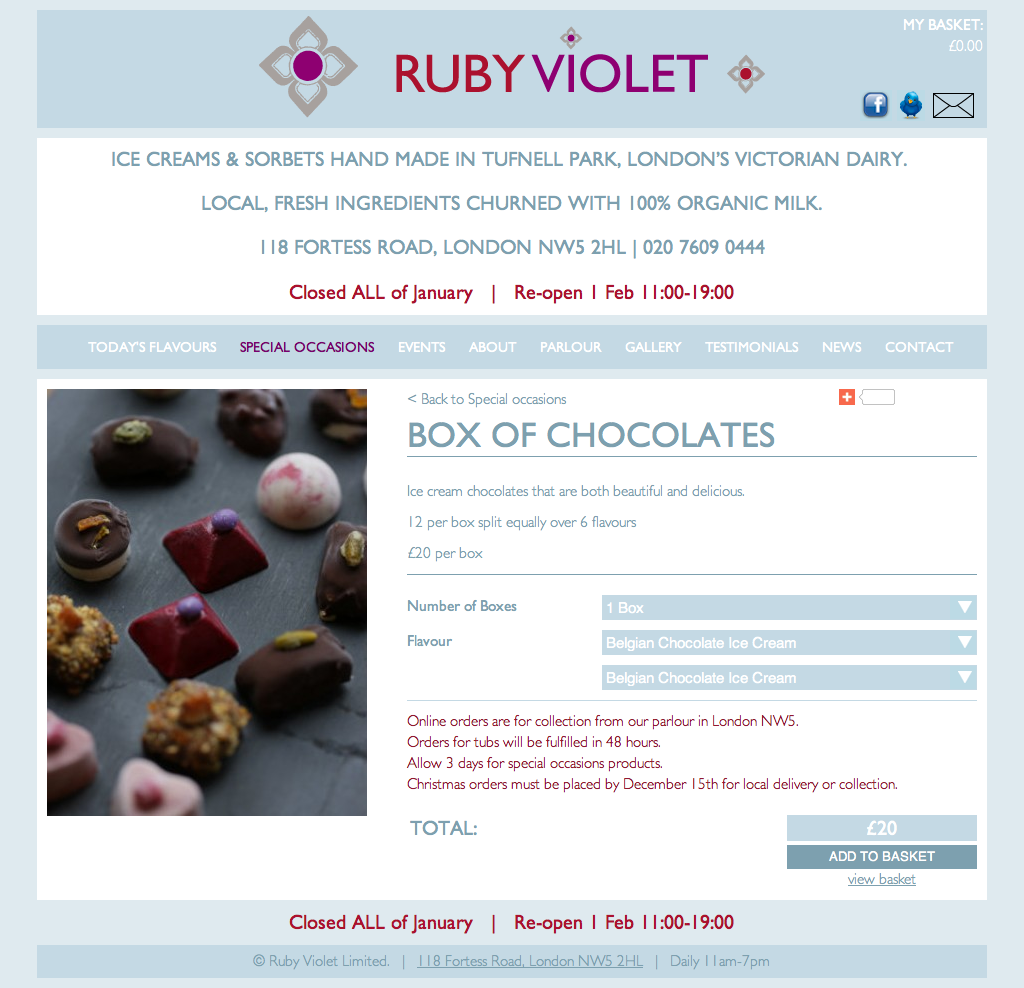 MY BASKET:
£0.00
RUBY VIOLET
ICE CREAMS & SORBETS HAND MADE IN TUFNELL PARK, LONDON'S VICTORIAN DAIRY.
LOCAL, FRESH INGREDIENTS CHURNED WITH 100% ORGANIC MILK.
118 FORTESS ROAD, LONDON NW5 2HL | 020 7609 0444
Closed ALL of January | Re-open 1 Feb 11:00-19:00
TODAY'S FLAVOURS SPECIAL OCCASIONS EVENTS ABOUT PARLOUR GALLERY TESTIMONIALS NEWS CONTACT
< Back to Special occasions
BOX OF CHOCOLATES
Ice cream chocolates that are both beautiful and delicious.
12 per box split equally over 6 flavours
£20 per box
Number of Boxes 1 Box
Flavour Belgian Chocolate Ice Cream
Belgian Chocolate Ice Cream
Online orders are for collection from our parlour in London NW5.
Orders for tubs will be fulfilled in 48 hours.
Allow 3 days for special occasions products.
Christmas orders must be placed by December 15th for local delivery or collection.
TOTAL: £20
ADD TO BASKET
view basket
Closed ALL of January | Re-open 1 Feb 11:00-19:00
© Ruby Violet Limited. | 118 Fortess Road, London NW5 2HL | Daily 11am-7pm